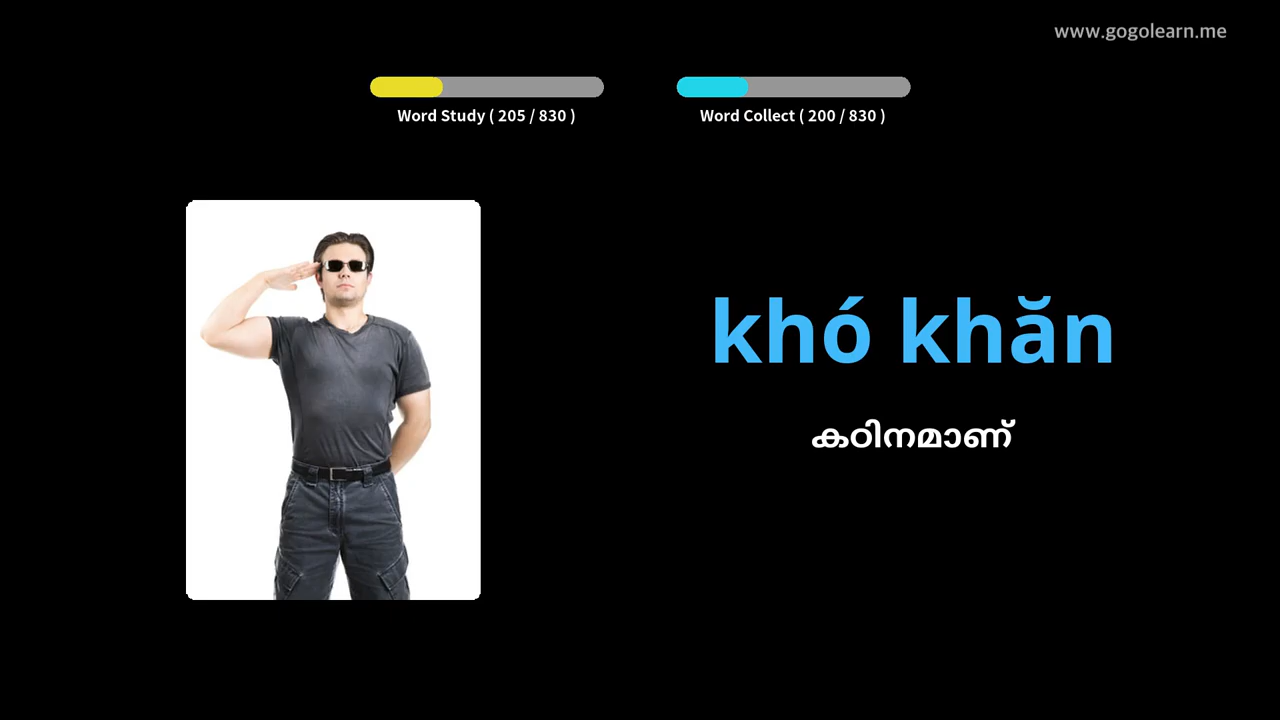 www.gogolearn.me
Word Study ( 205 / 830 )
Word Collect ( 200 / 830 )
khó khăn
കഠിനമാണ്